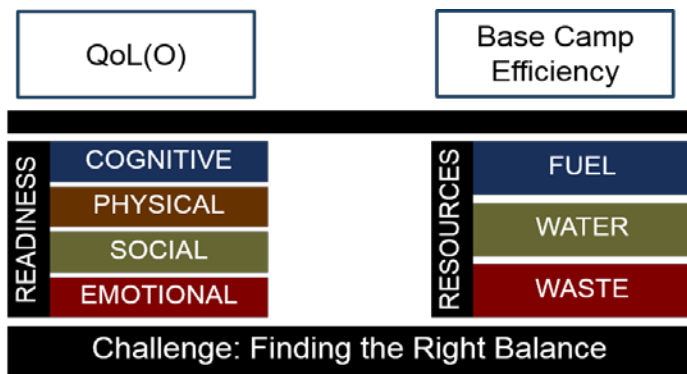 QoL(O)
Base Camp
Efficiency
READINESS
COGNITIVE
PHYSICAL
SOCIAL
EMOTIONAL
RESOURCES
FUEL
WATER
WASTE
Challenge: Finding the Right Balance